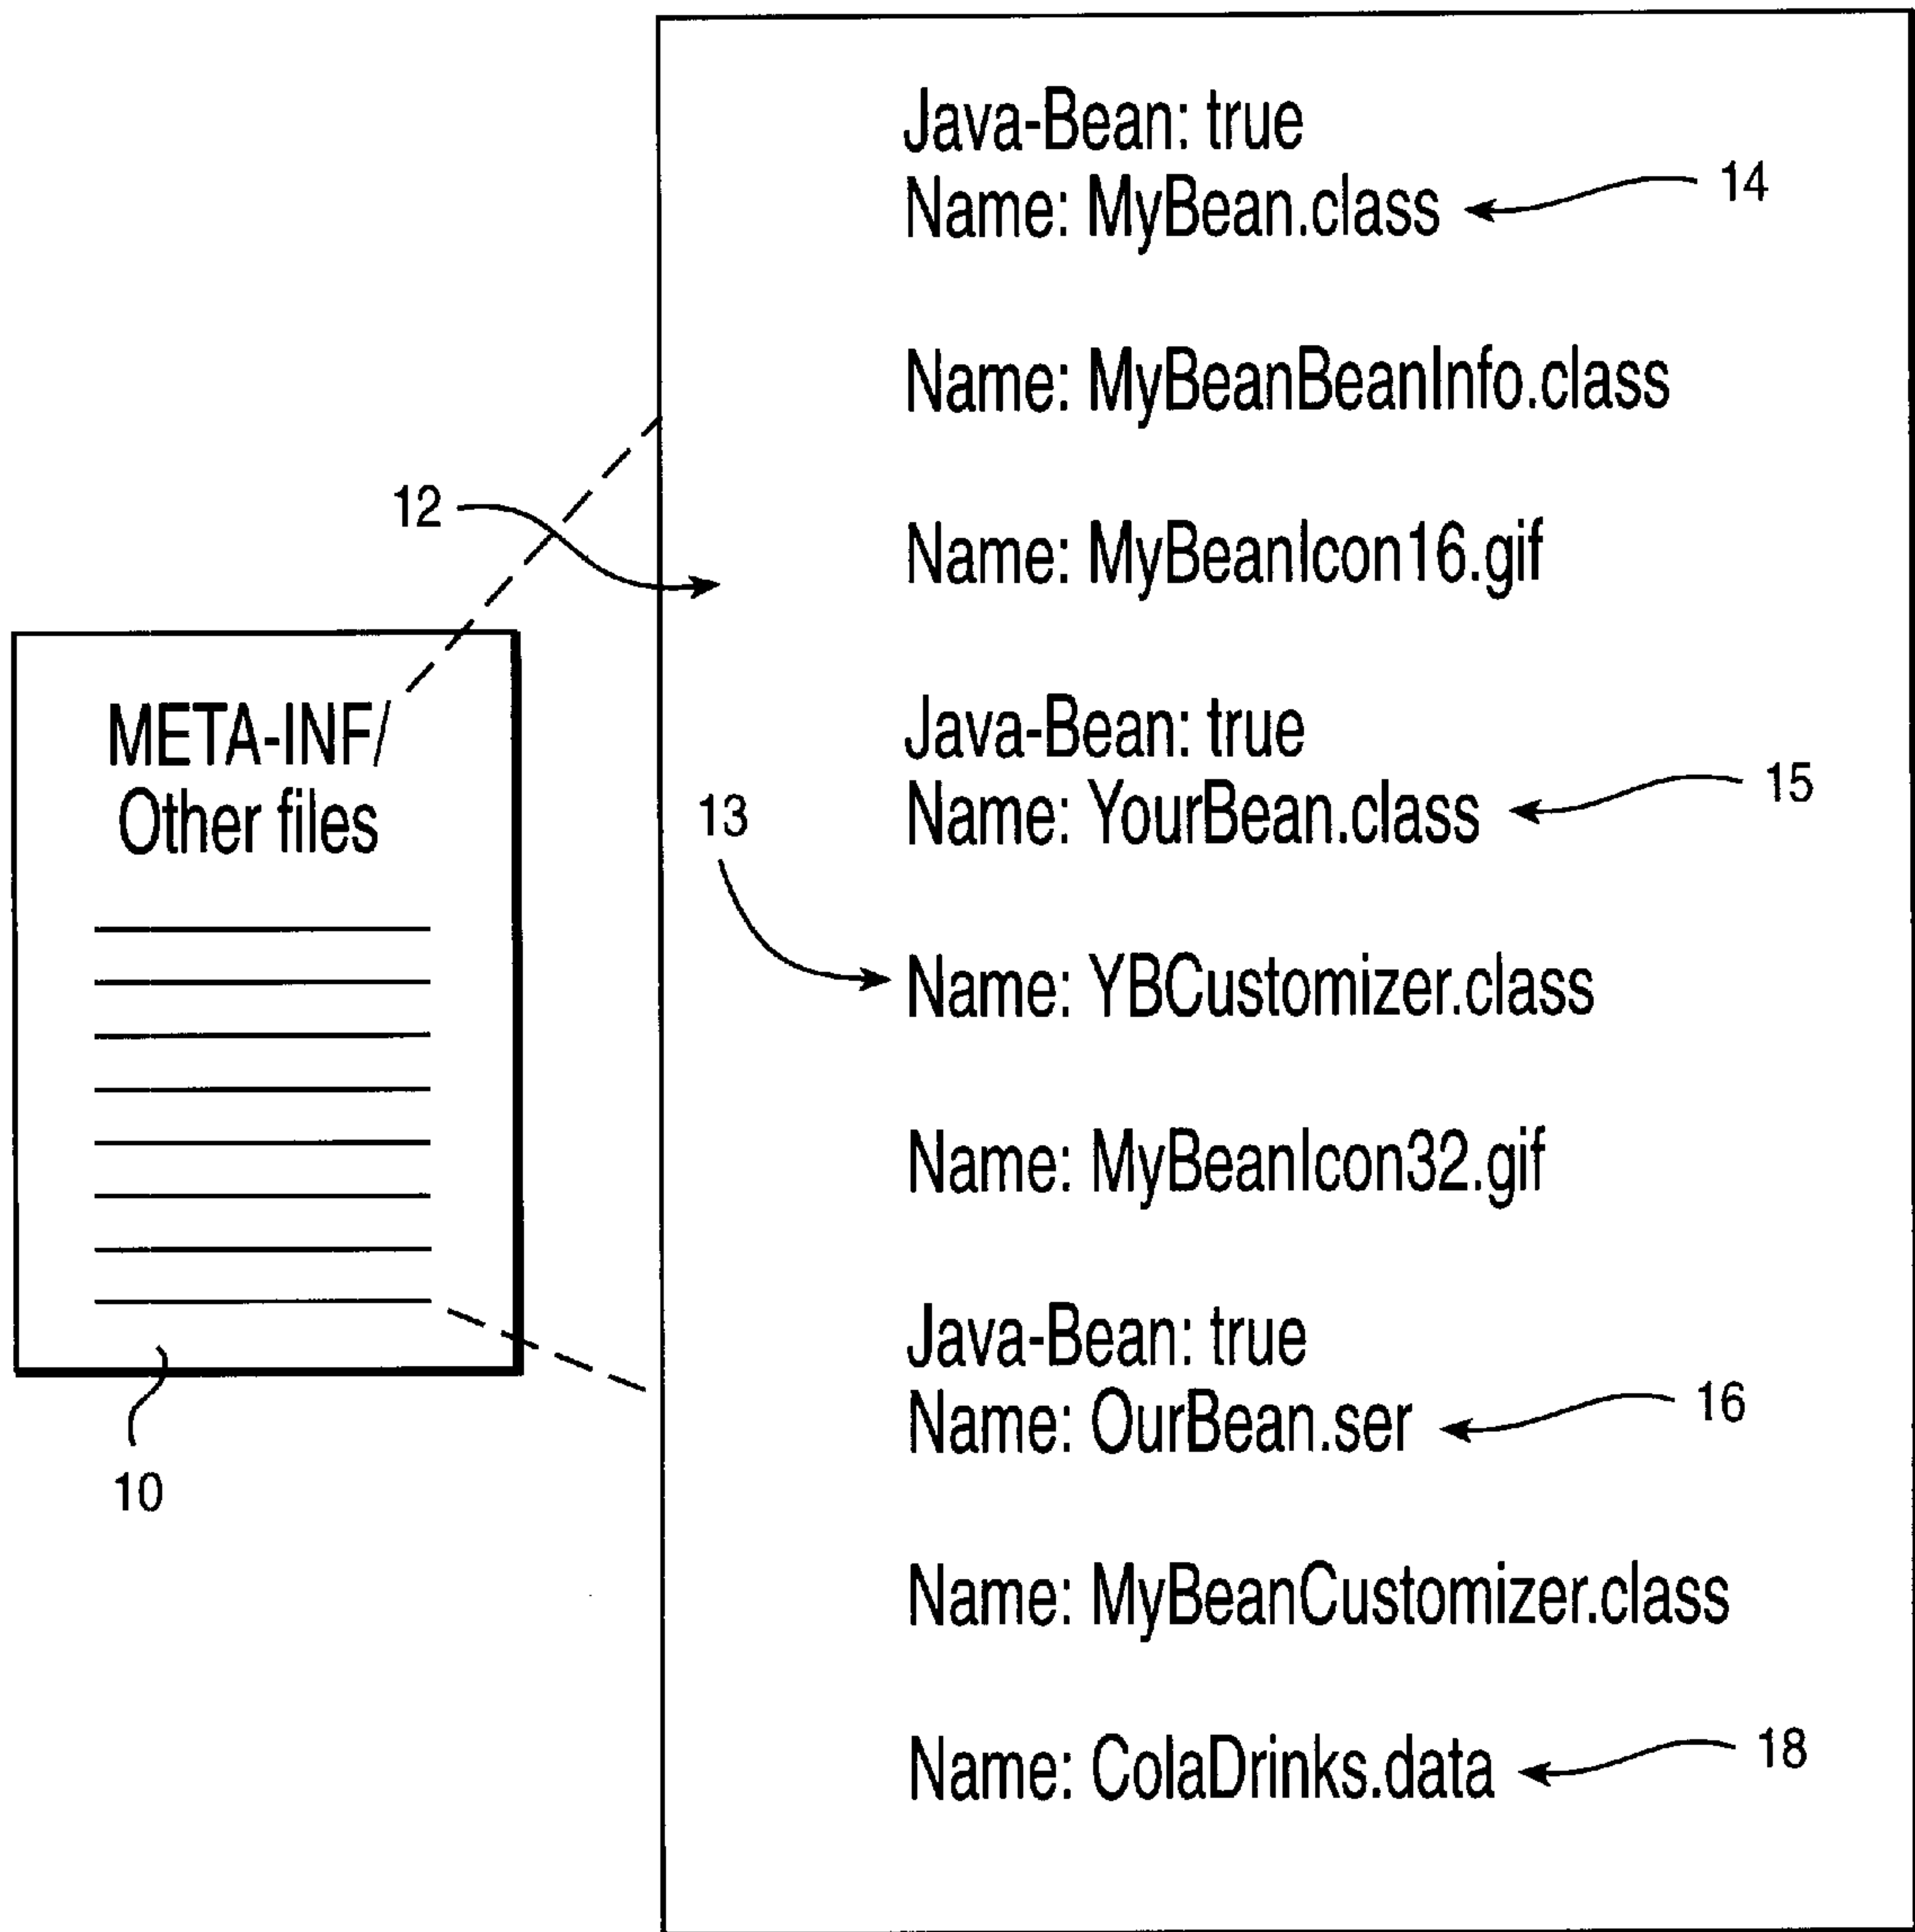 Java-Bean: true
Name: MyBean.class
14
Name: MyBeanBeanInfo.class
12
Name: MyBeanIcon16.gif
META-INF/
Other files
Java-Bean: true
Name: YourBean.class
15
13
Name: YBCustomizer.class
Name: MyBeanIcon32.gif
Java-Bean: true
Name: OurBean.ser
16
10
Name: MyBeanCustomizer.class
Name: ColaDrinks.data
18